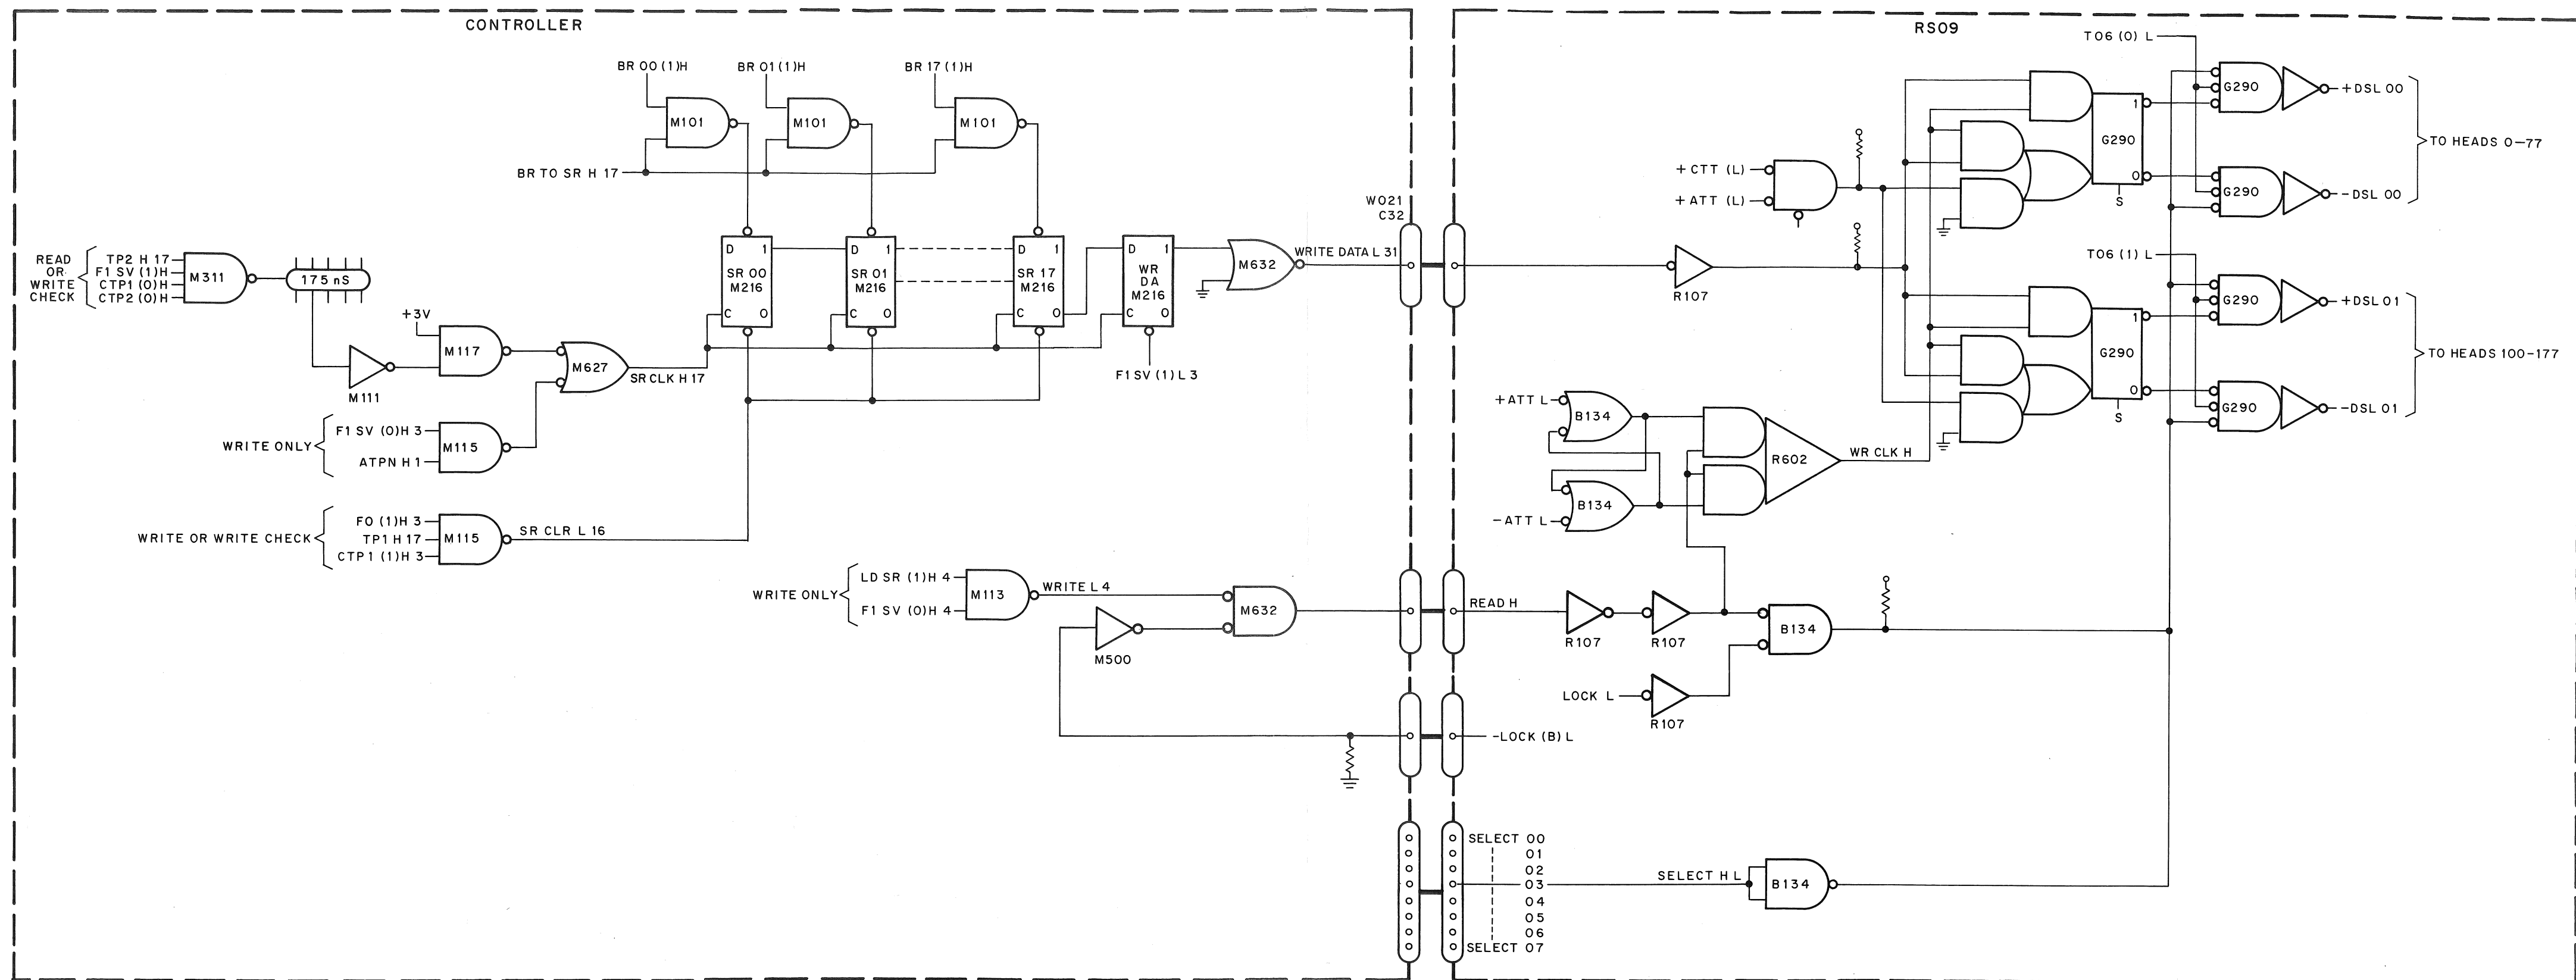 CONTROLLER
BR 00 (1)H
BR 01 (1)H
BR 17 (1)H
M101
M101
M101
BR TO SR H 17
READ
OR
WRITE
CHECK
TP2 H 17
F1 SV (1)H
CTP1 (0)H
CTP2 (0)H
M311
175 nS
+3V
M117
M111
M627
SR CLK H 17
D 1
SR 00
M216
C 0
D 1
SR 01
M216
C 0
D 1
SR 17
M216
C 0
D 1
WR
DA
M216
C 0
F1 SV (1) L 3
M632
WRITE DATA L 31
W021
C32
WRITE ONLY
F1 SV (0)H 3
ATPN H 1
M115
WRITE OR WRITE CHECK
F0 (1)H 3
TP1 H 17
CTP1 (1)H 3
M115
SR CLR L 16
WRITE ONLY
LD SR (1)H 4
F1 SV (0)H 4
M113
WRITE L 4
M500
M632
RS09
T06 (0) L
+CTT (L)
+ATT (L)
R107
G290
1
0
S
G290
G290
+DSL 00
-DSL 00
TO HEADS 0-77
T06 (1) L
G290
1
0
S
G290
G290
+DSL 01
-DSL 01
TO HEADS 100-177
+ATT L
B134
-ATT L
B134
R602
WR CLK H
READ H
R107
R107
B134
LOCK L
R107
-LOCK (B) L
SELECT 00
01
02
03
04
05
06
SELECT 07
SELECT H L
B134